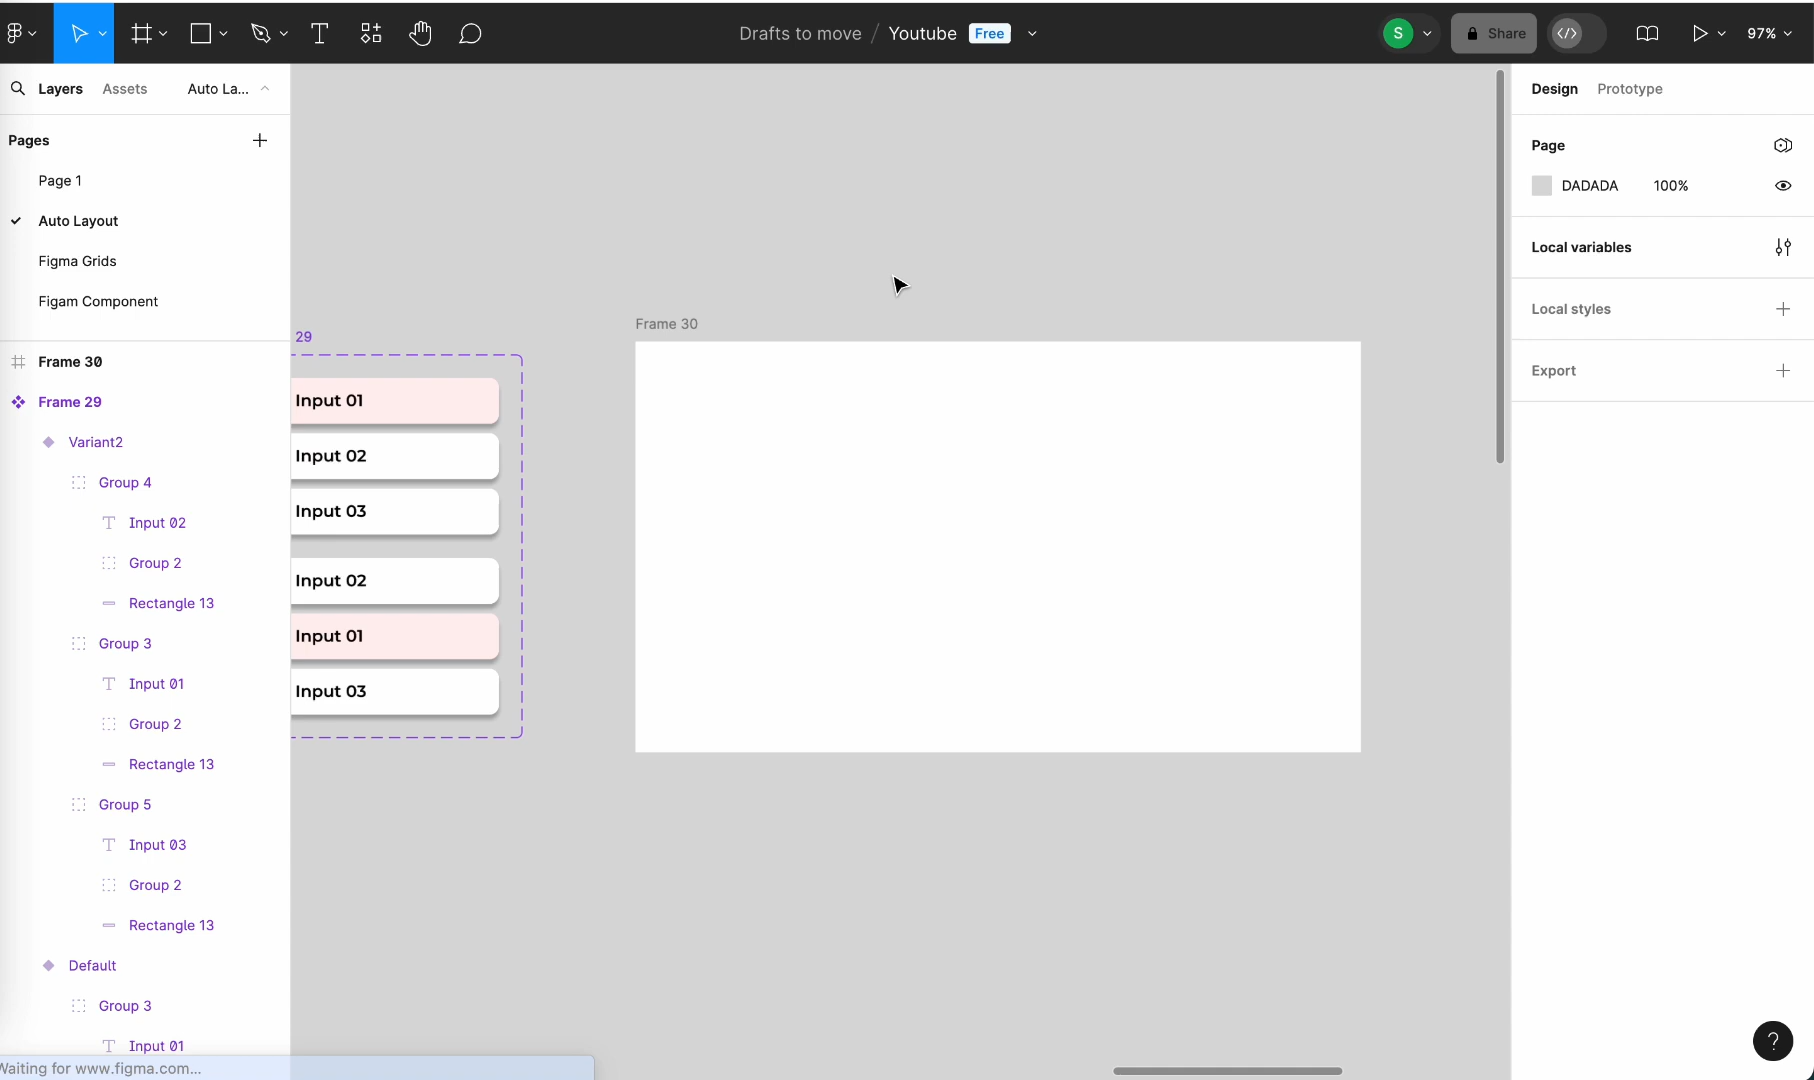 Drafts to move / Youtube Free
S
Share
97%
Layers Assets Auto La...
Pages
Page 1
Auto Layout
Figma Grids
Figam Component
Frame 30
Frame 29
Variant2
Group 4
Input 02
Group 2
Rectangle 13
Group 3
Input 01
Group 2
Rectangle 13
Group 5
Input 03
Group 2
Rectangle 13
Default
Group 3
Input 01
Waiting for www.figma.com...
29
Input 01
Input 02
Input 03
Input 02
Input 01
Input 03
Frame 30
Design Prototype
Page
DADADA 100%
Local variables
Local styles
Export
?